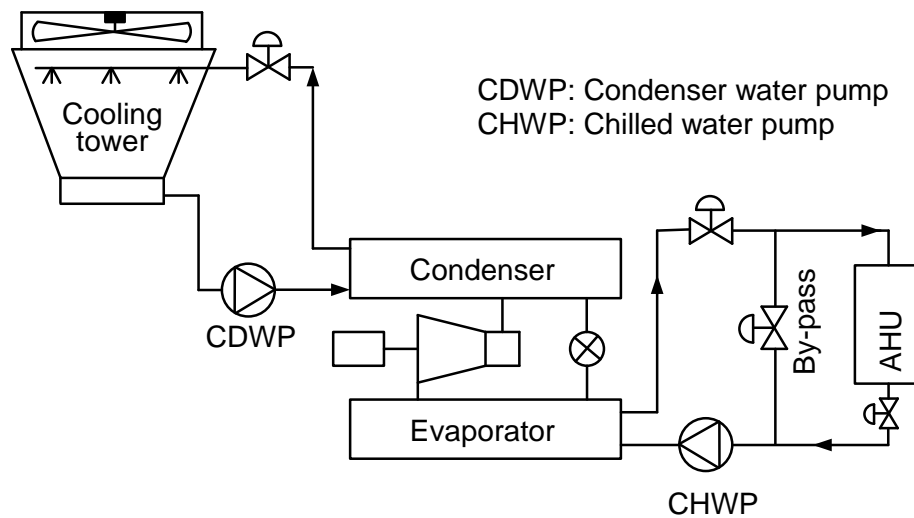 Cooling
tower
CDWP: Condenser water pump
CHWP: Chilled water pump
Condenser
CDWP
By-pass
AHU
Evaporator
CHWP